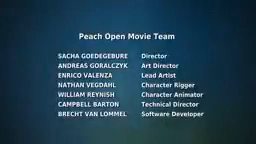 Peach Open Movie Team
SACHA GOEDEGEBURE Director
ANDREAS GORALCZYK Art Director
ENRICO VALENZA Lead Artist
NATHAN VEGDAHL Character Rigger
WILLIAM REYNISH Character Animator
CAMPBELL BARTON Technical Director
BRECHT VAN LOMMEL Software Developer